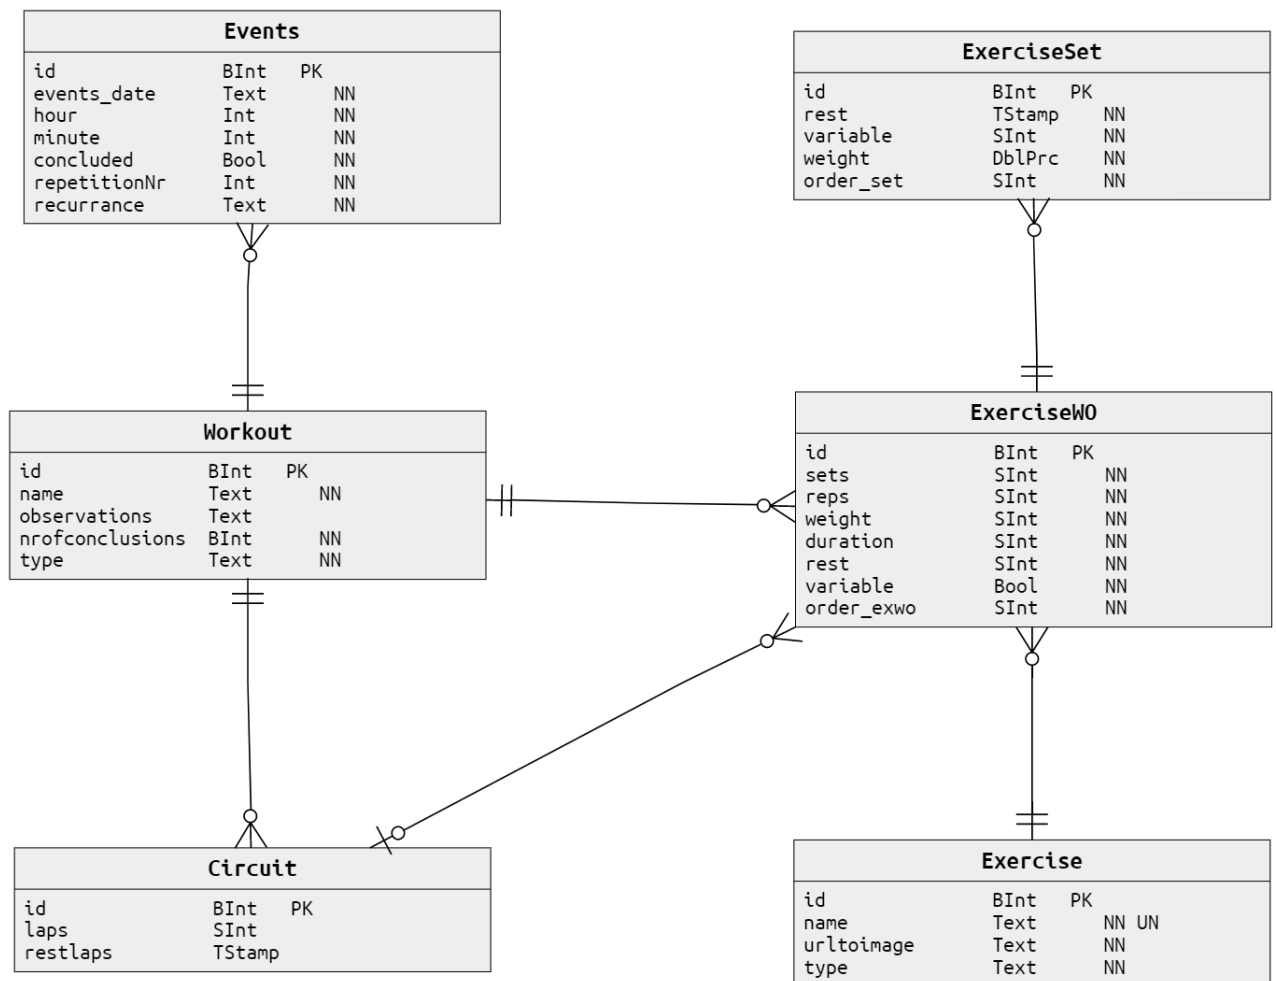 Events
id BInt PK
events_date Text NN
hour Int NN
minute Int NN
concluded Bool NN
repetitionNr Int NN
recurrance Text NN
ExerciseSet
id BInt PK
rest TStamp NN
variable SInt NN
weight DblPrc NN
order_set SInt NN
Workout
id BInt PK
name Text NN
observations Text
nrofconclusions BInt NN
type Text NN
ExerciseWO
id BInt PK
sets SInt NN
reps SInt NN
weight SInt NN
duration SInt NN
rest SInt NN
variable Bool NN
order_exwo SInt NN
Circuit
id BInt PK
laps SInt
restlaps TStamp
Exercise
id BInt PK
name Text NN UN
urltoimage Text NN
type Text NN